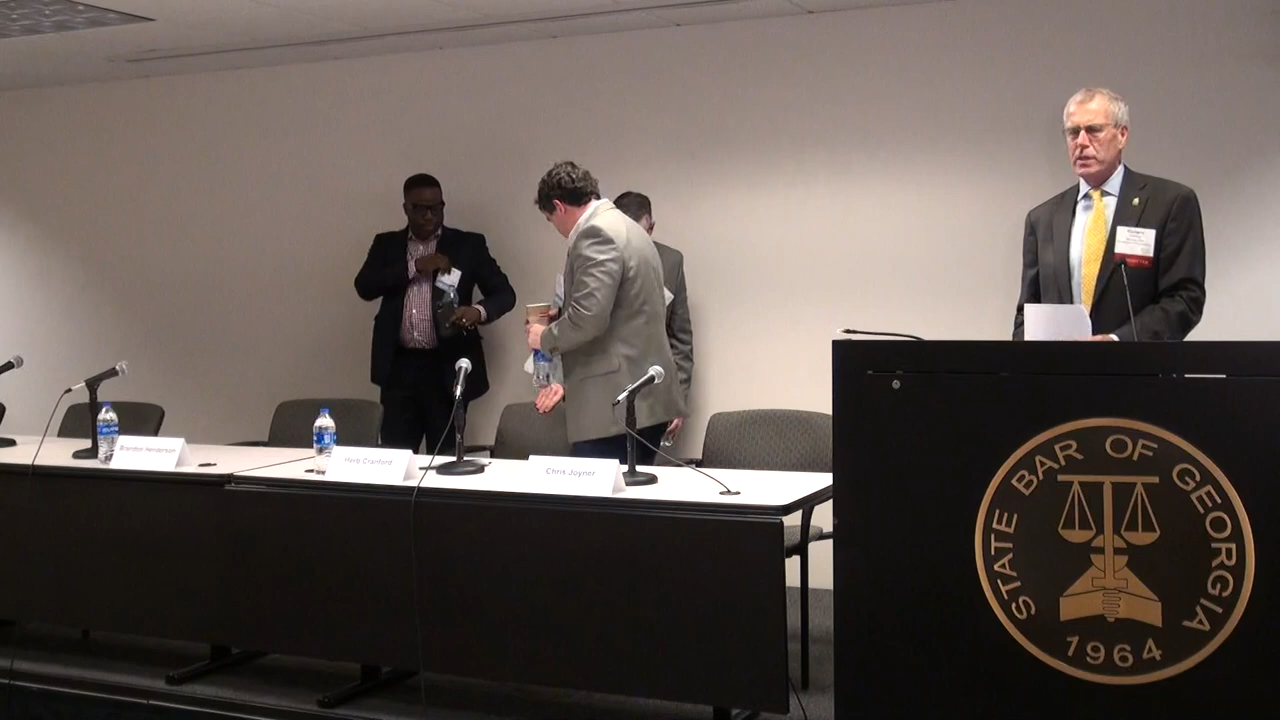 Brandon Henderson
Herb Cranford
Chris Joyner
STATE BAR OF GEORGIA
1964